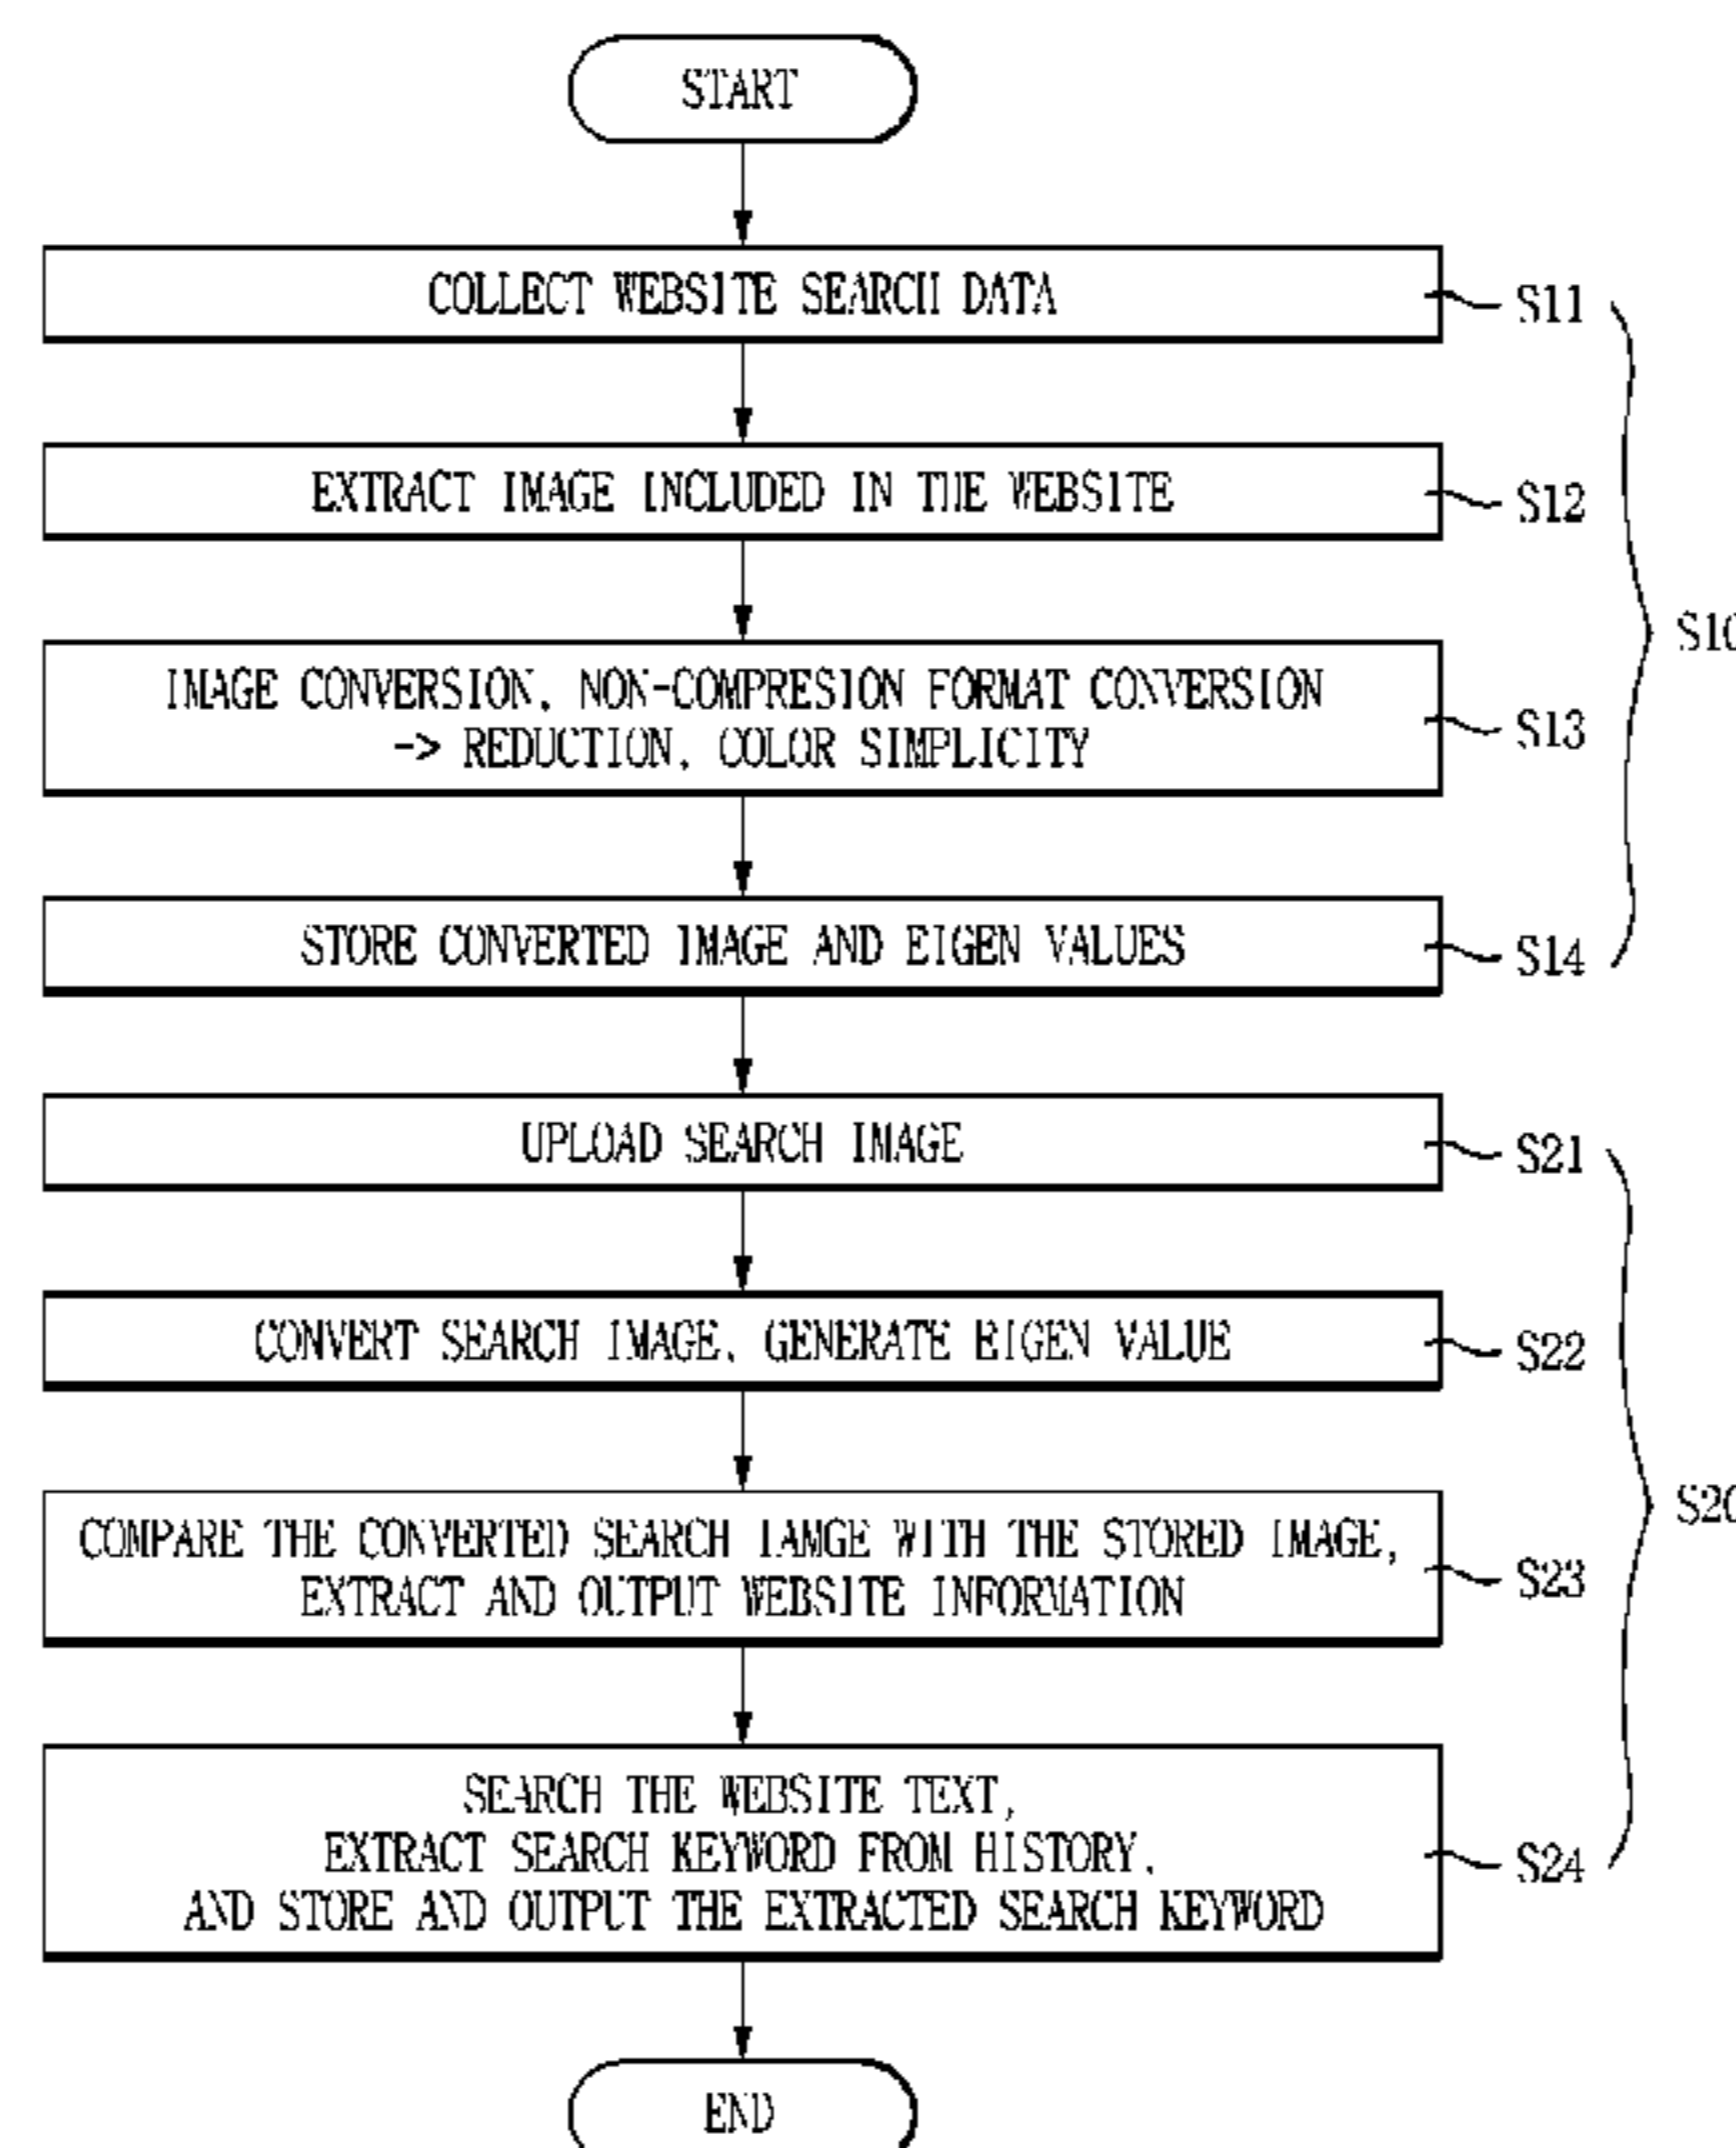 START
COLLECT WEBSITE SEARCH DATA
S11
EXTRACT IMAGE INCLUDED IN THE WEBSITE
S12
IMAGE CONVERSION, NON-COMPRESION FORMAT CONVERSION
-> REDUCTION, COLOR SIMPLICITY
S13
S10
STORE CONVERTED IMAGE AND EIGEN VALUES
S14
UPLOAD SEARCH IMAGE
S21
CONVERT SEARCH IMAGE, GENERATE EIGEN VALUE
S22
COMPARE THE CONVERTED SEARCH IAMGE WITH THE STORED IMAGE,
EXTRACT AND OUTPUT WEBSITE INFORMATION
S23
S20
SEARCH THE WEBSITE TEXT,
EXTRACT SEARCH KEYWORD FROM HISTORY,
AND STORE AND OUTPUT THE EXTRACTED SEARCH KEYWORD
S24
END